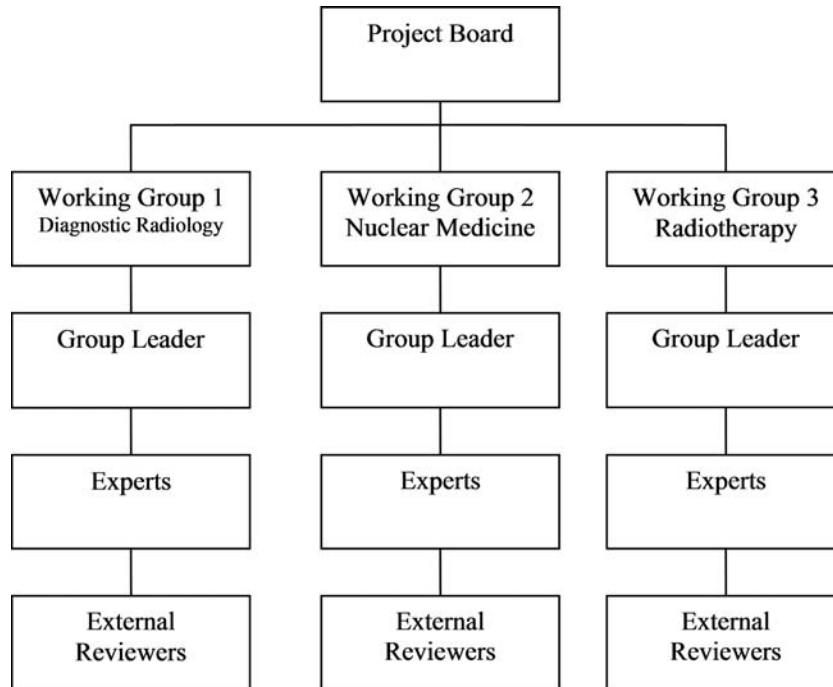 Project Board
Working Group 1
Diagnostic Radiology
Working Group 2
Nuclear Medicine
Working Group 3
Radiotherapy
Group Leader
Group Leader
Group Leader
Experts
Experts
Experts
External
Reviewers
External
Reviewers
External
Reviewers